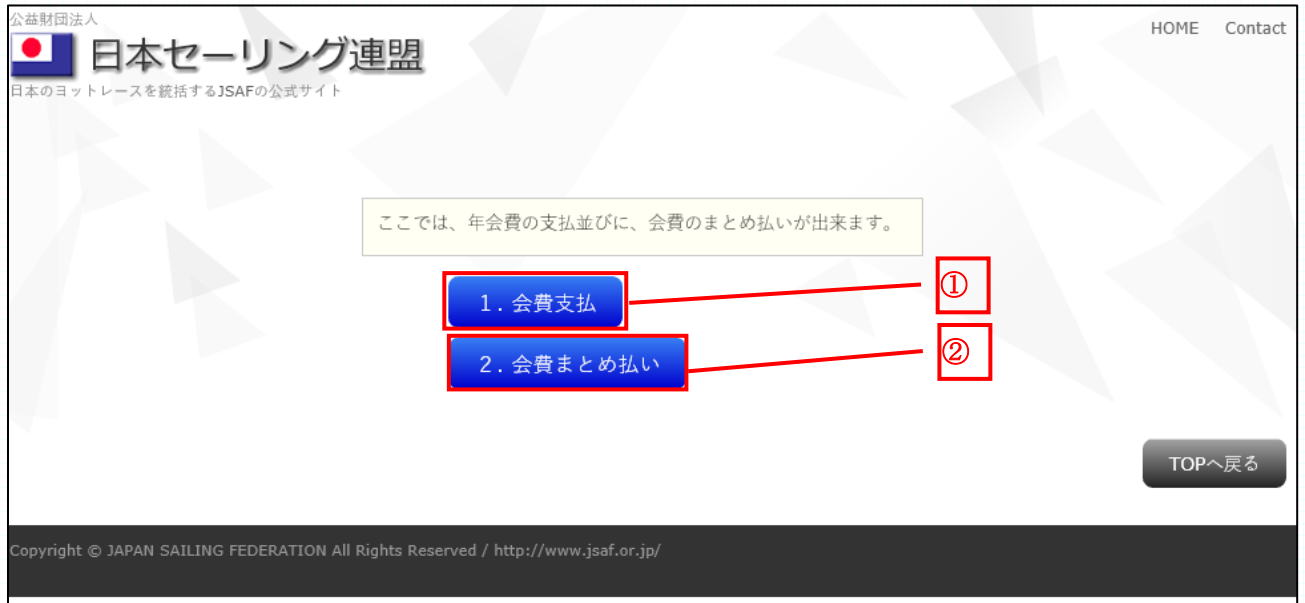 公益財団法人
日本セーリング連盟
日本のヨットレースを統括するJSAFの公式サイト
HOME Contact
ここでは、年会費の支払並びに、会費のまとめ払いが出来ます。
1. 会費支払
①
2. 会費まとめ払い
②
TOPへ戻る
Copyright © JAPAN SAILING FEDERATION All Rights Reserved / http://www.jsaf.or.jp/